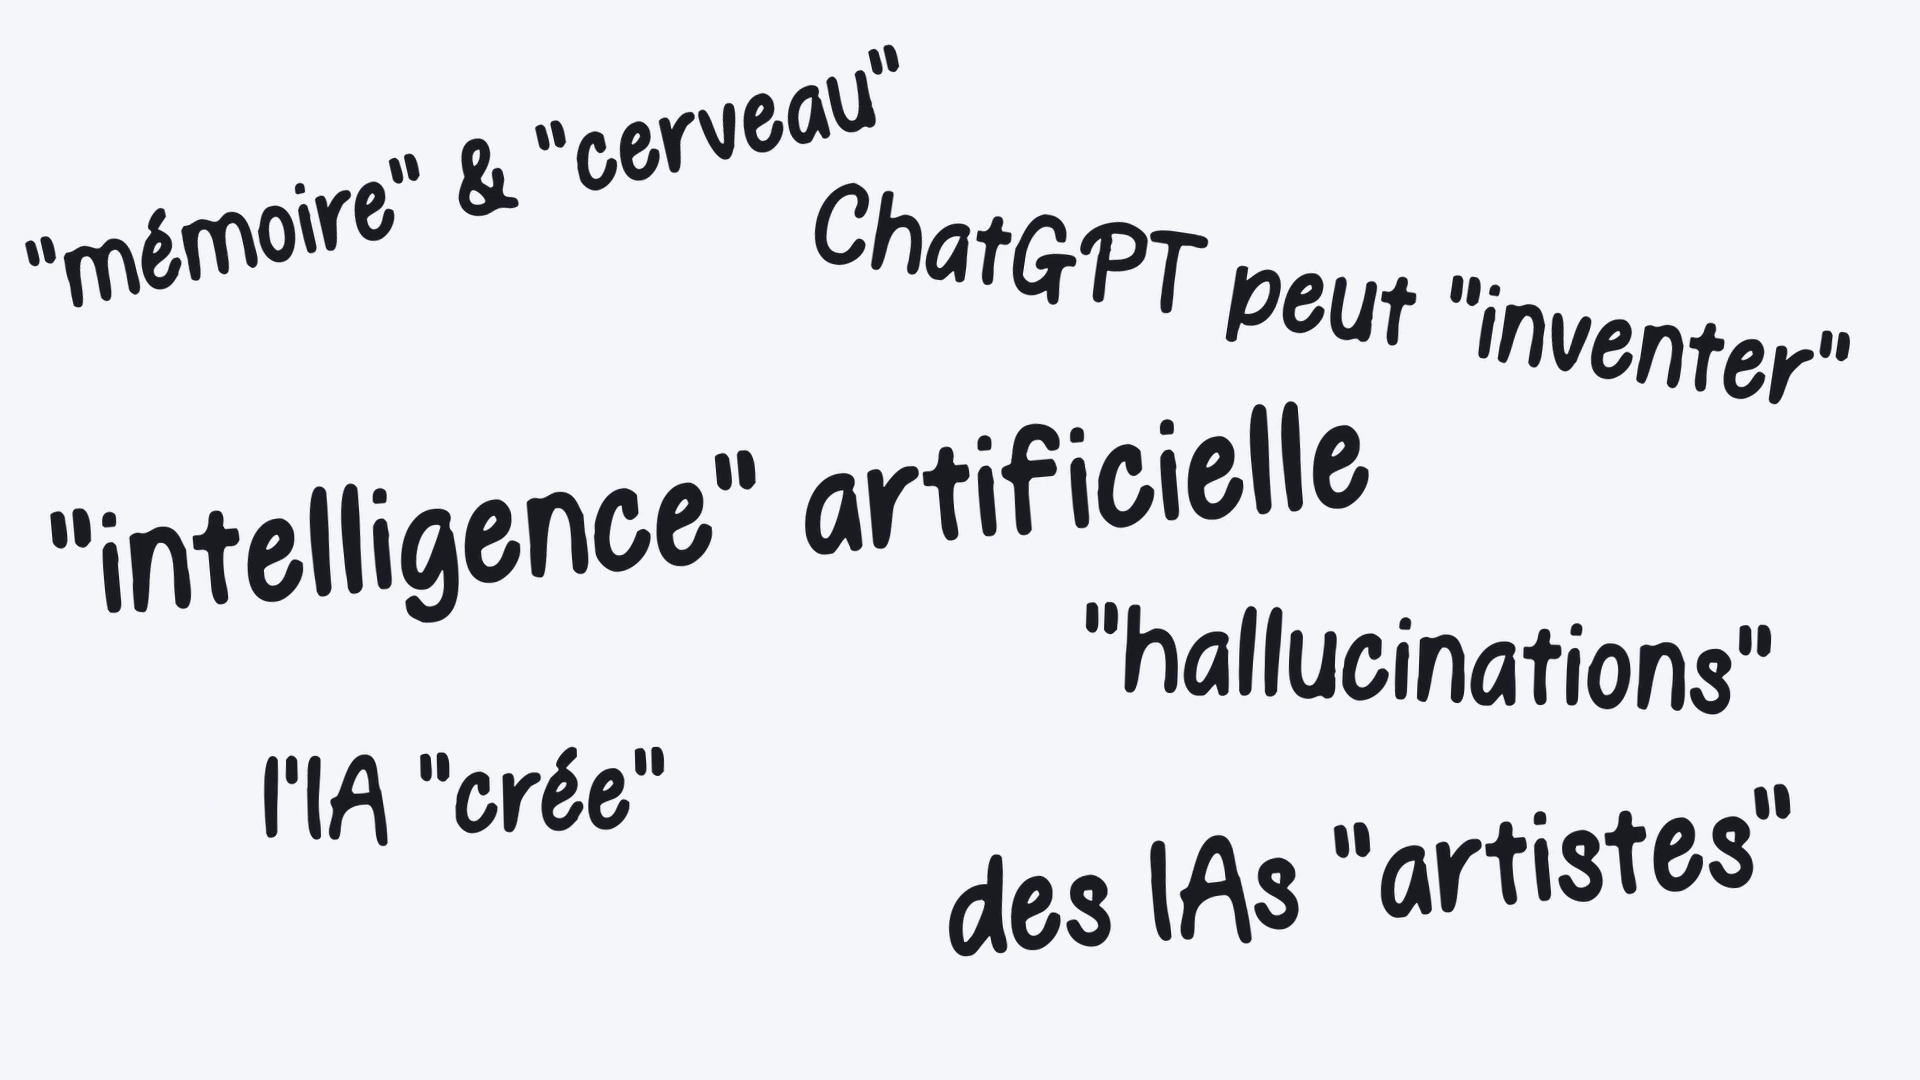 "mémoire" & "cerveau"
ChatGPT peut "inventer"
"intelligence" artificielle
"hallucinations"
l'IA "crée"
des IAs "artistes"